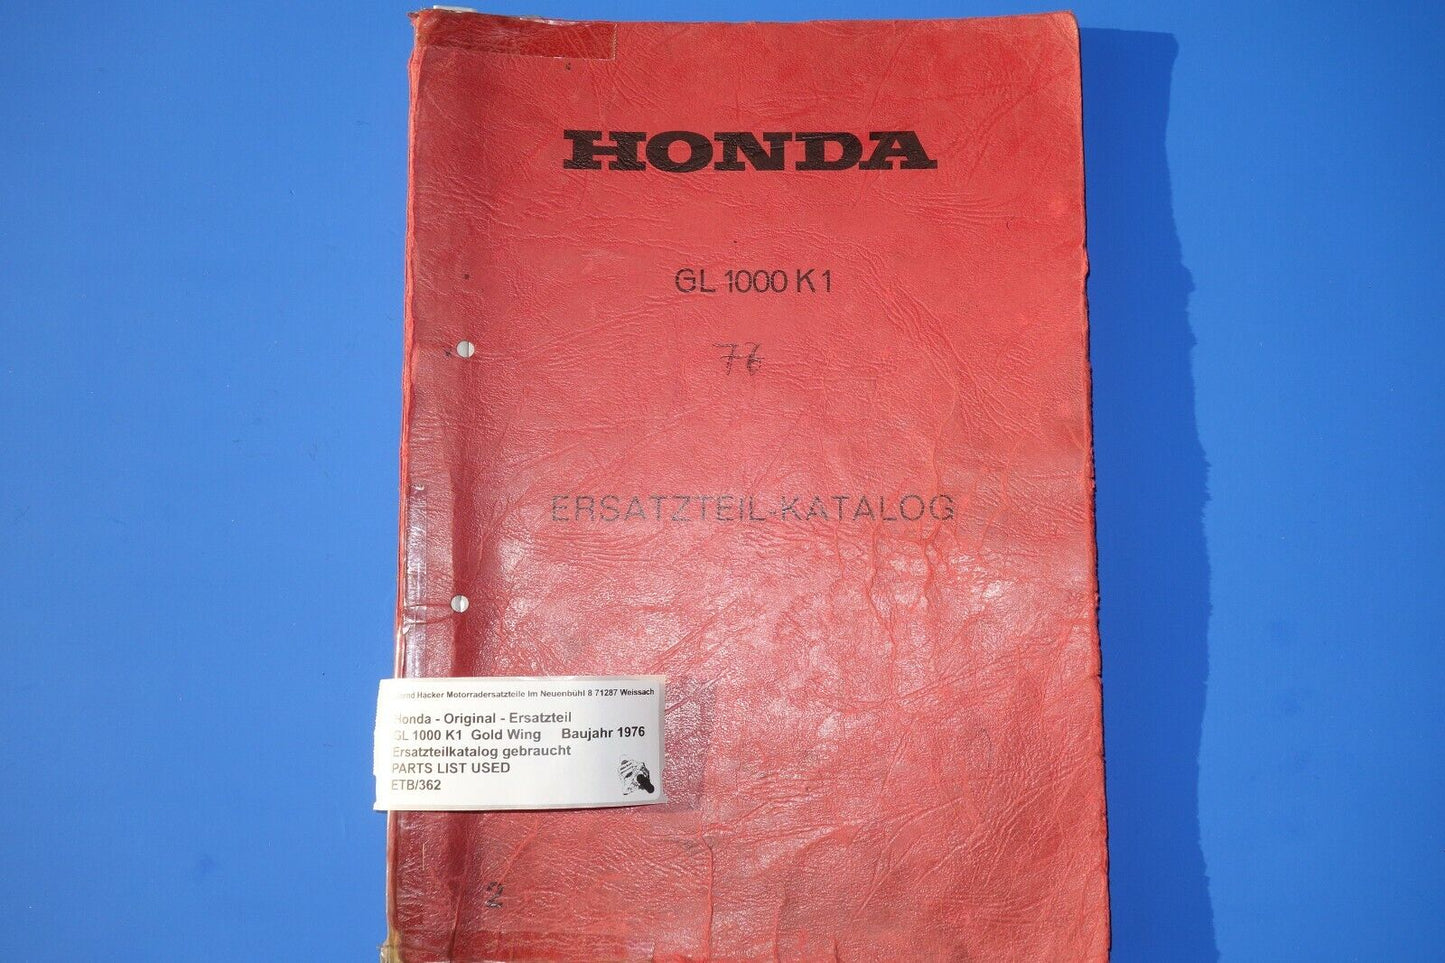 HONDA
GL 1000 K1
76
ERSATZTEIL-KATALOG
Hacker Motorradersatzteile Im Neuenbühl 8 71287 Weissach
Honda - Original - Ersatzteil
GL 1000 K1 Gold Wing Baujahr 1976
Ersatzteilkatalog gebraucht
PARTS LIST USED
ETB/362